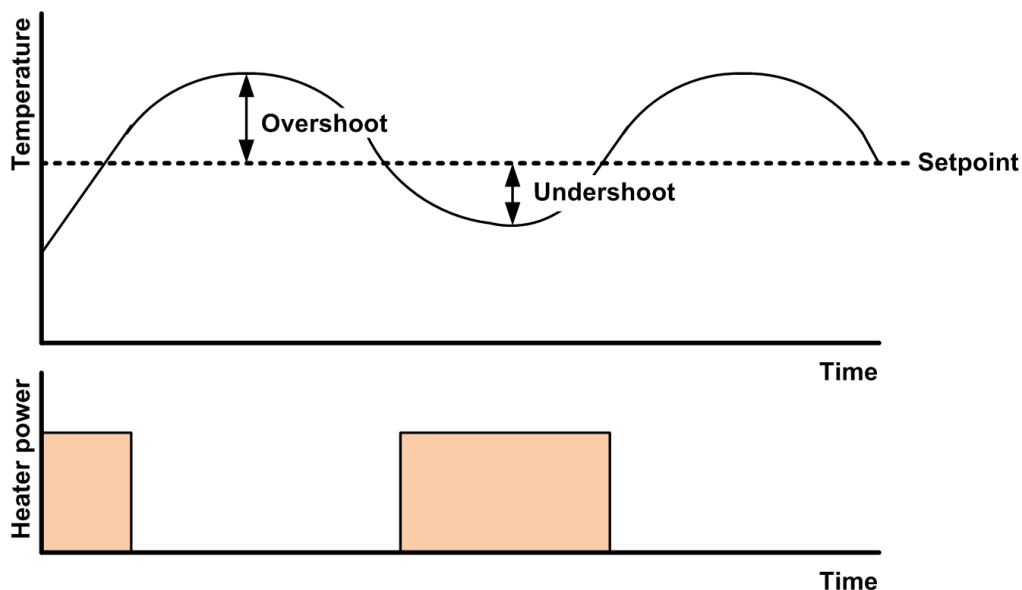 Temperature
Overshoot
Setpoint
Undershoot
Time
Heater power
Time